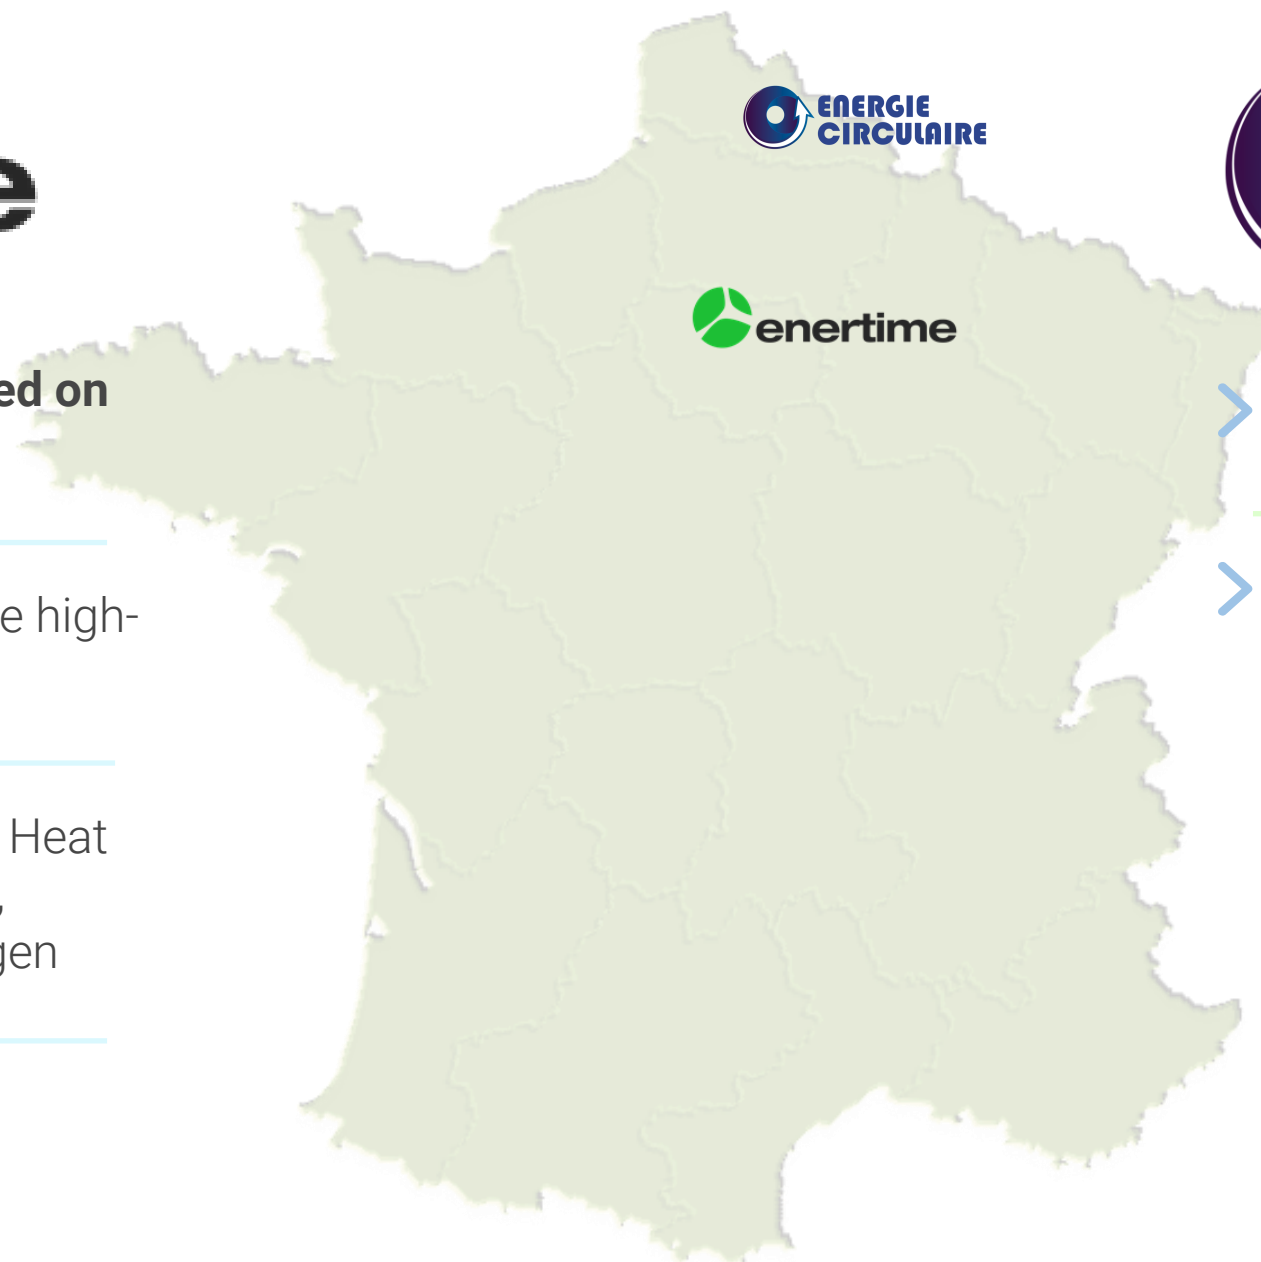 ENERGIE
CIRCULAIRE
e
enertime
ed on
e high-
Heat
,
gen